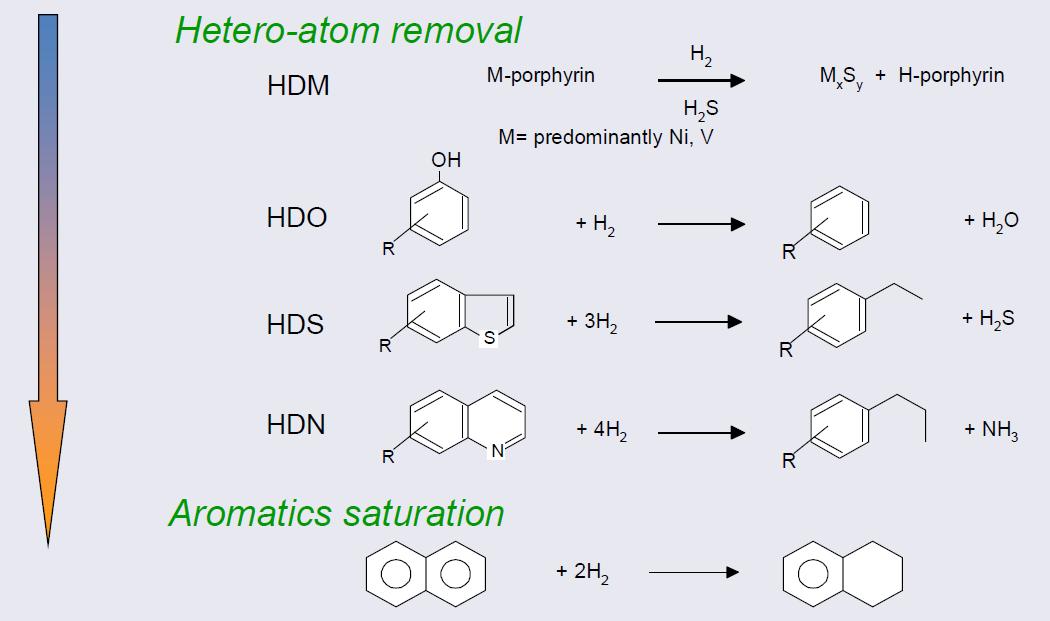 Hetero-atom removal
HDM M-porphyrin H₂ H₂S MₓSᵧ + H-porphyrin
M= predominantly Ni, V
OH
HDO R + H₂ R + H₂O
HDS R S + 3H₂ R + H₂S
HDN R N + 4H₂ R + NH₃
Aromatics saturation
+ 2H₂